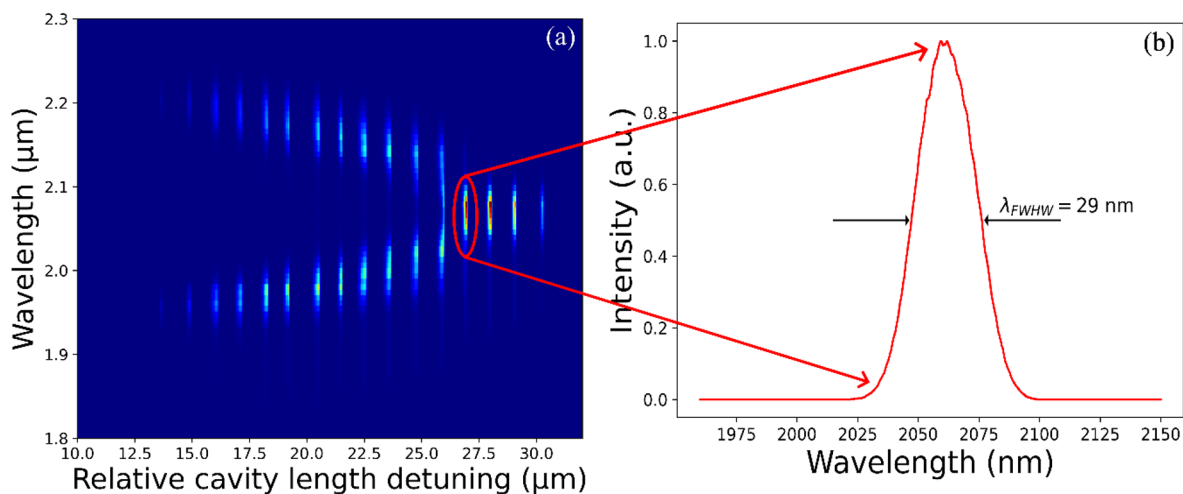 2.3
2.2
2.1
2.0
1.9
1.8
Wavelength (μm)
(a)
10.0 12.5 15.0 17.5 20.0 22.5 25.0 27.5 30.0
Relative cavity length detuning (μm)
1.0
0.8
0.6
0.4
0.2
0.0
Intensity (a.u.)
(b)
λFWHW = 29 nm
1975 2000 2025 2050 2075 2100 2125 2150
Wavelength (nm)